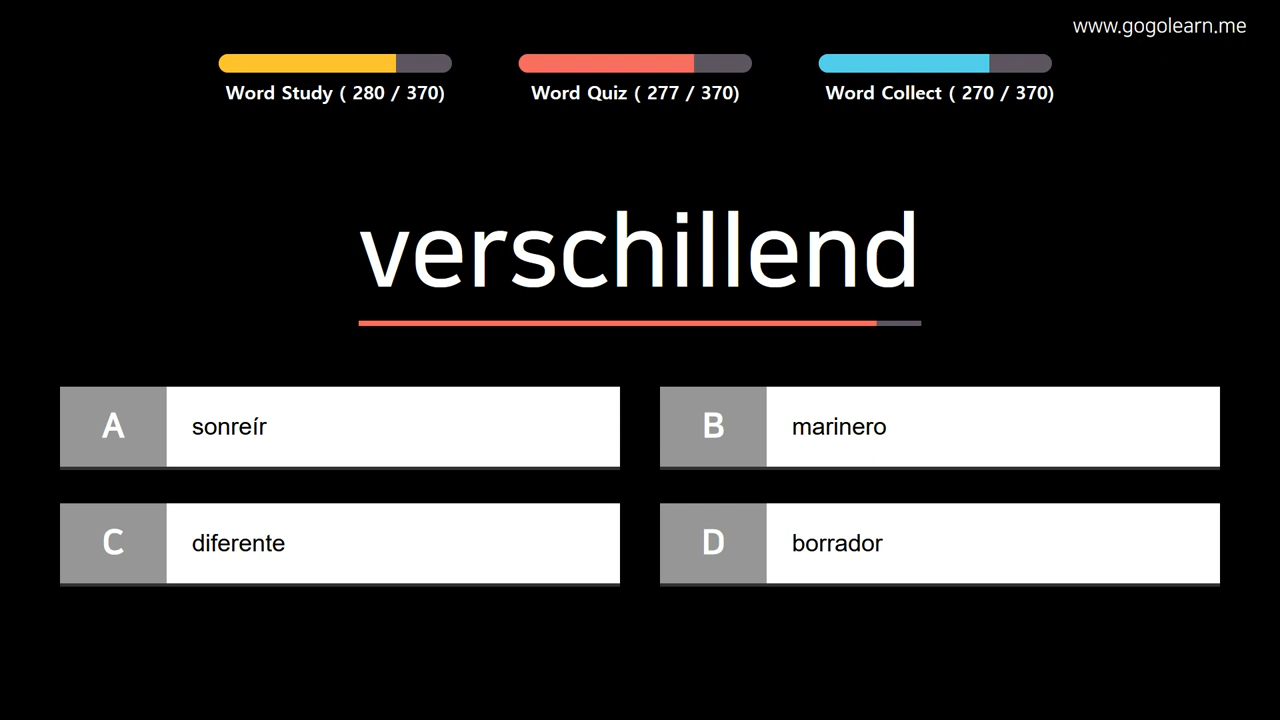 www.gogolearn.me
Word Study ( 280 / 370)
Word Quiz ( 277 / 370)
Word Collect ( 270 / 370)
verschillend
A
sonreír
B
marinero
C
diferente
D
borrador